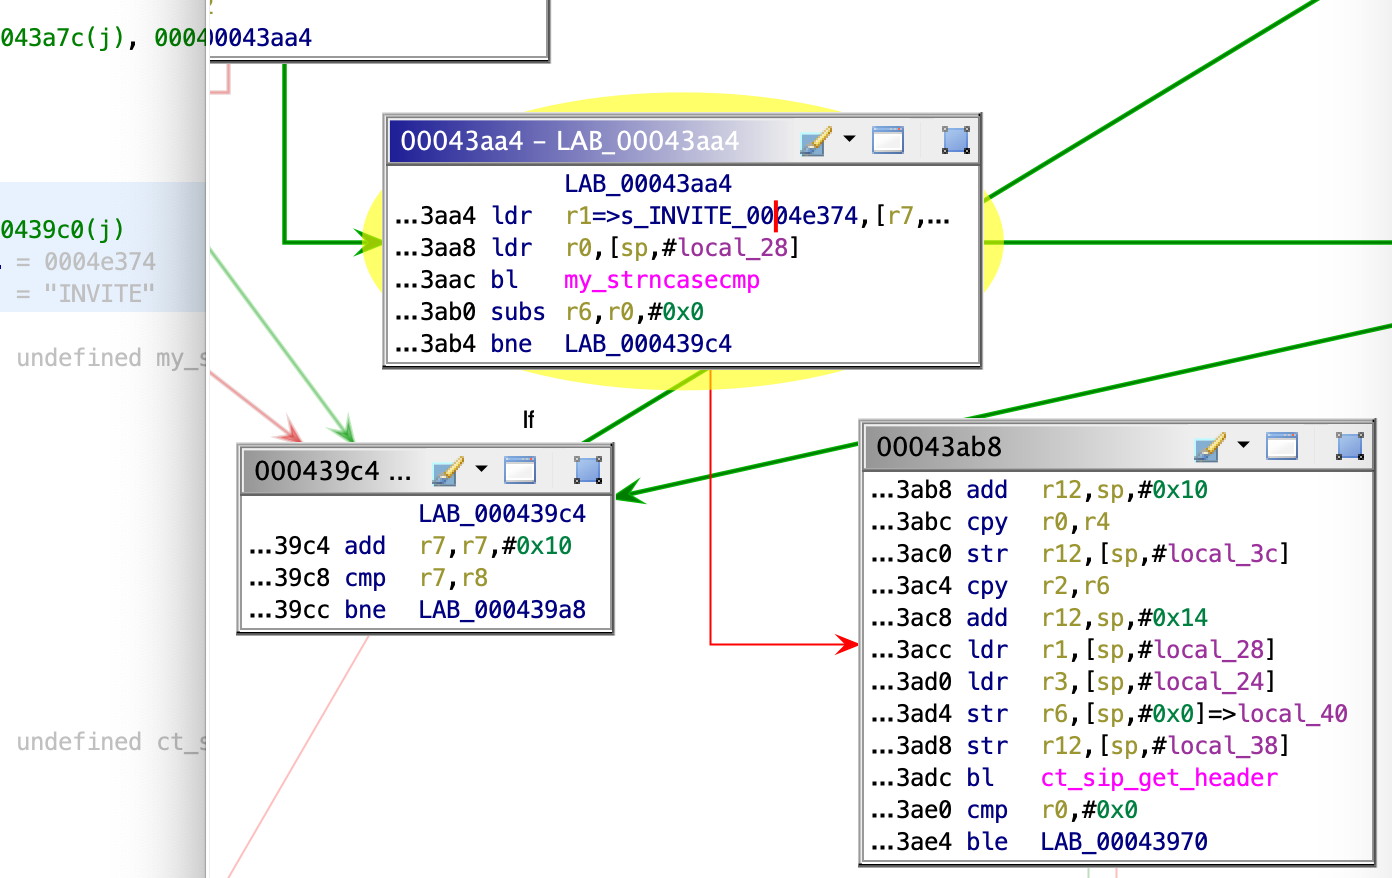 043a7c(j), 0004
00043aa4
0439c0(j)
= 0004e374
= "INVITE"
undefined my_s
undefined ct_s
00043aa4 – LAB_00043aa4
LAB_00043aa4
...3aa4 ldr r1=>s_INVITE_0004e374,[r7,...
...3aa8 ldr r0,[sp,#local_28]
...3aac bl my_strncasecmp
...3ab0 subs r6,r0,#0x0
...3ab4 bne LAB_000439c4
If
000439c4 ...
LAB_000439c4
...39c4 add r7,r7,#0x10
...39c8 cmp r7,r8
...39cc bne LAB_000439a8
00043ab8
...3ab8 add r12,sp,#0x10
...3abc cpy r0,r4
...3ac0 str r12,[sp,#local_3c]
...3ac4 cpy r2,r6
...3ac8 add r12,sp,#0x14
...3acc ldr r1,[sp,#local_28]
...3ad0 ldr r3,[sp,#local_24]
...3ad4 str r6,[sp,#0x0]=>local_40
...3ad8 str r12,[sp,#local_38]
...3adc bl ct_sip_get_header
...3ae0 cmp r0,#0x0
...3ae4 ble LAB_00043970